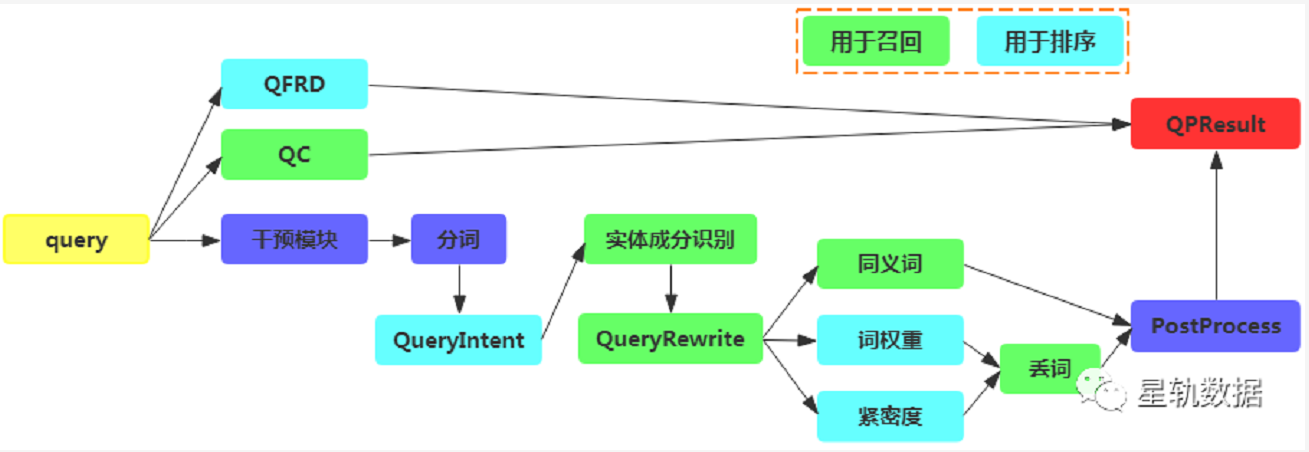 用于召回
用于排序
QFRD
QC
QPResult
query
干预模块
分词
实体成分识别
同义词
QueryIntent
QueryRewrite
词权重
PostProcess
丢词
紧密度
星轨数据